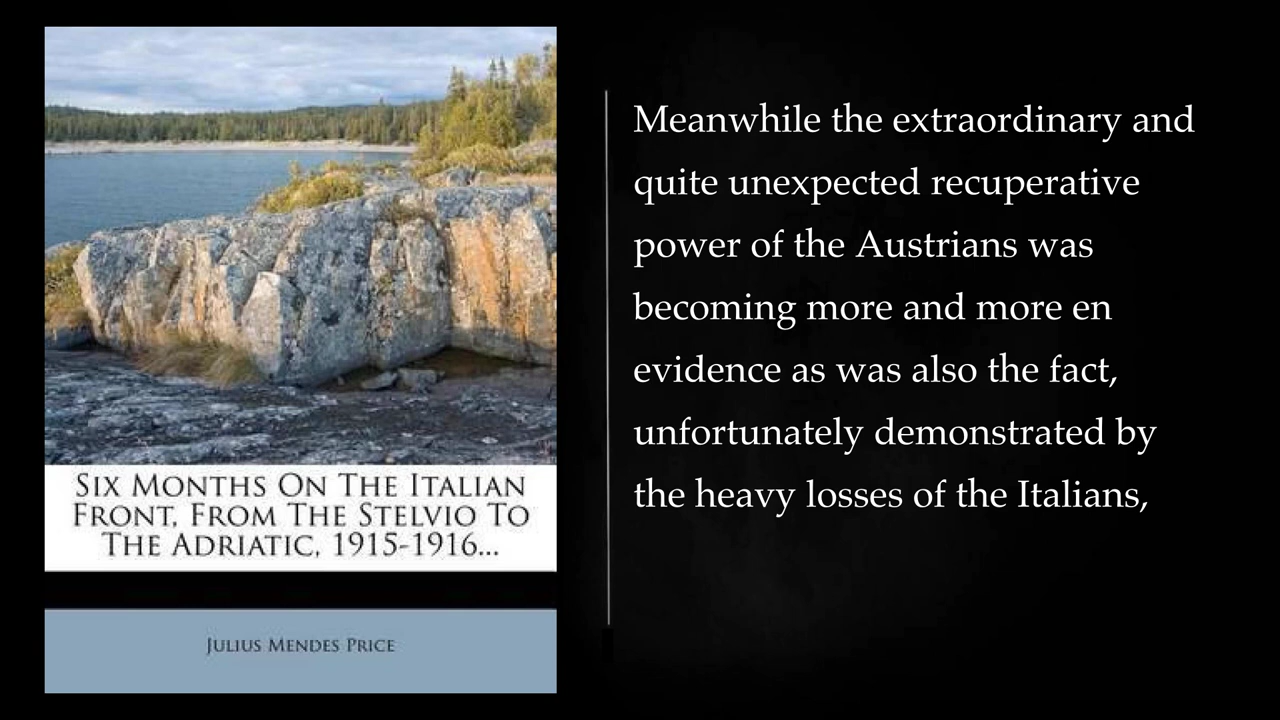 Six Months On The Italian
Front, From The Stelvio To
The Adriatic, 1915-1916...
Julius Mendes Price
Meanwhile the extraordinary and
quite unexpected recuperative
power of the Austrians was
becoming more and more en
evidence as was also the fact,
unfortunately demonstrated by
the heavy losses of the Italians,